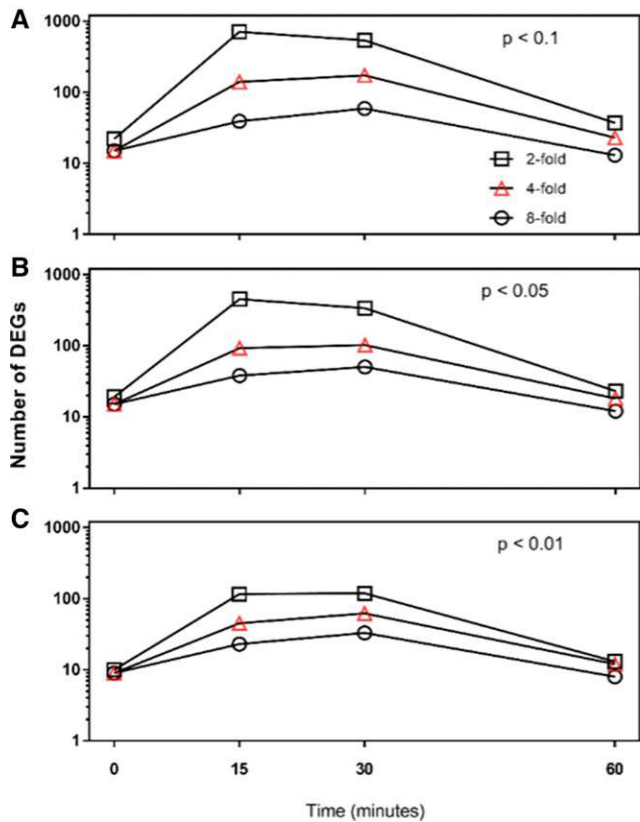 A
1000
100
10
1
p < 0.1
2-fold
4-fold
8-fold
B
1000
100
10
1
p < 0.05
Number of DEGs
C
1000
100
10
1
p < 0.01
0 15 30 60
Time (minutes)